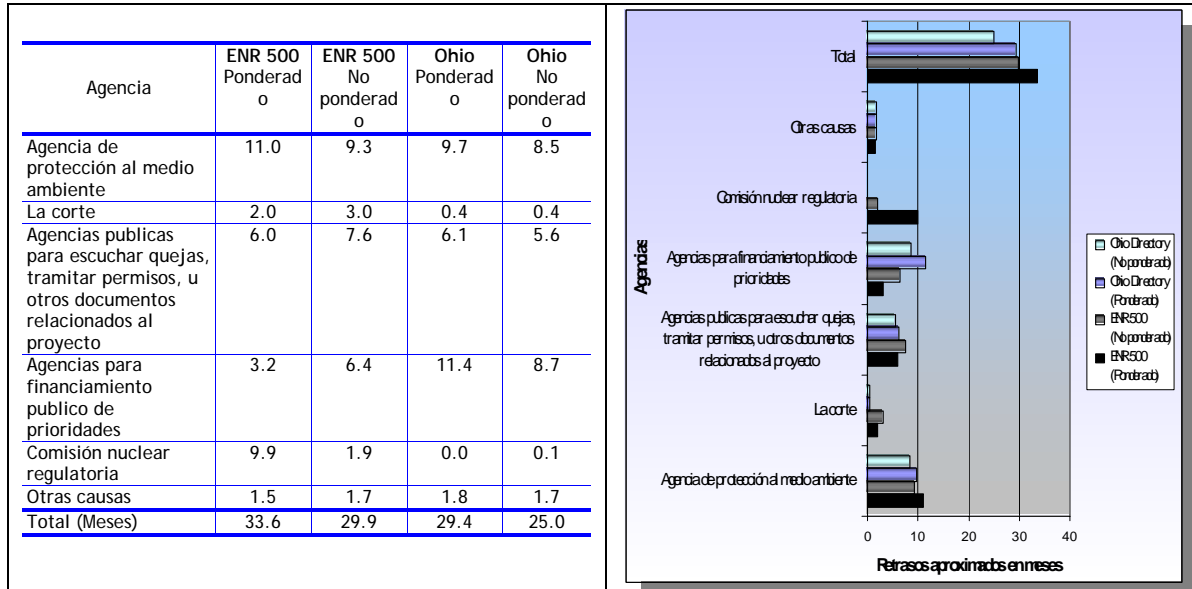 Agencia
ENR 500
Ponderad
o
ENR 500
No
ponderad
o
Ohio
Ponderad
o
Ohio
No
ponderad
o
Agencia de
protección al medio
ambiente
11.0 9.3 9.7 8.5
La corte 2.0 3.0 0.4 0.4
Agencias publicas
para escuchar quejas,
tramitar permisos, u
otros documentos
relacionados al
proyecto
6.0 7.6 6.1 5.6
Agencias para
financiamiento
publico de
prioridades
3.2 6.4 11.4 8.7
Comisión nuclear
regulatoria
9.9 1.9 0.0 0.1
Otras causas 1.5 1.7 1.8 1.7
Total (Meses) 33.6 29.9 29.4 25.0
Agencias
Total
Otras causas
Comisión nuclear regulatoria
Agencias para financiamiento publico de
prioridades
Agencias publicas para escuchar quejas,
tramitar permisos, u otros documentos
relacionados al proyecto
La corte
Agencia de protección al medio ambiente
0 10 20 30 40
Retrasos aproximados en meses
Ohio Directory
(No ponderado)
Ohio Directory
(Ponderado)
ENR 500
(No ponderado)
ENR 500
(Ponderado)